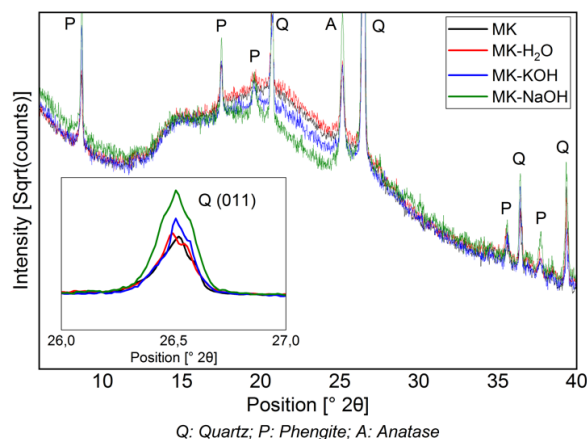 P
P
P
Q
A
Q
MK
MK-H₂O
MK-KOH
MK-NaOH
P
Q
P
Q
Q (011)
26,0
26,5
27,0
Position [° 2θ]
Intensity [Sqrt(counts)]
10
15
20
25
30
35
40
Position [° 2θ]
Q: Quartz; P: Phengite; A: Anatase